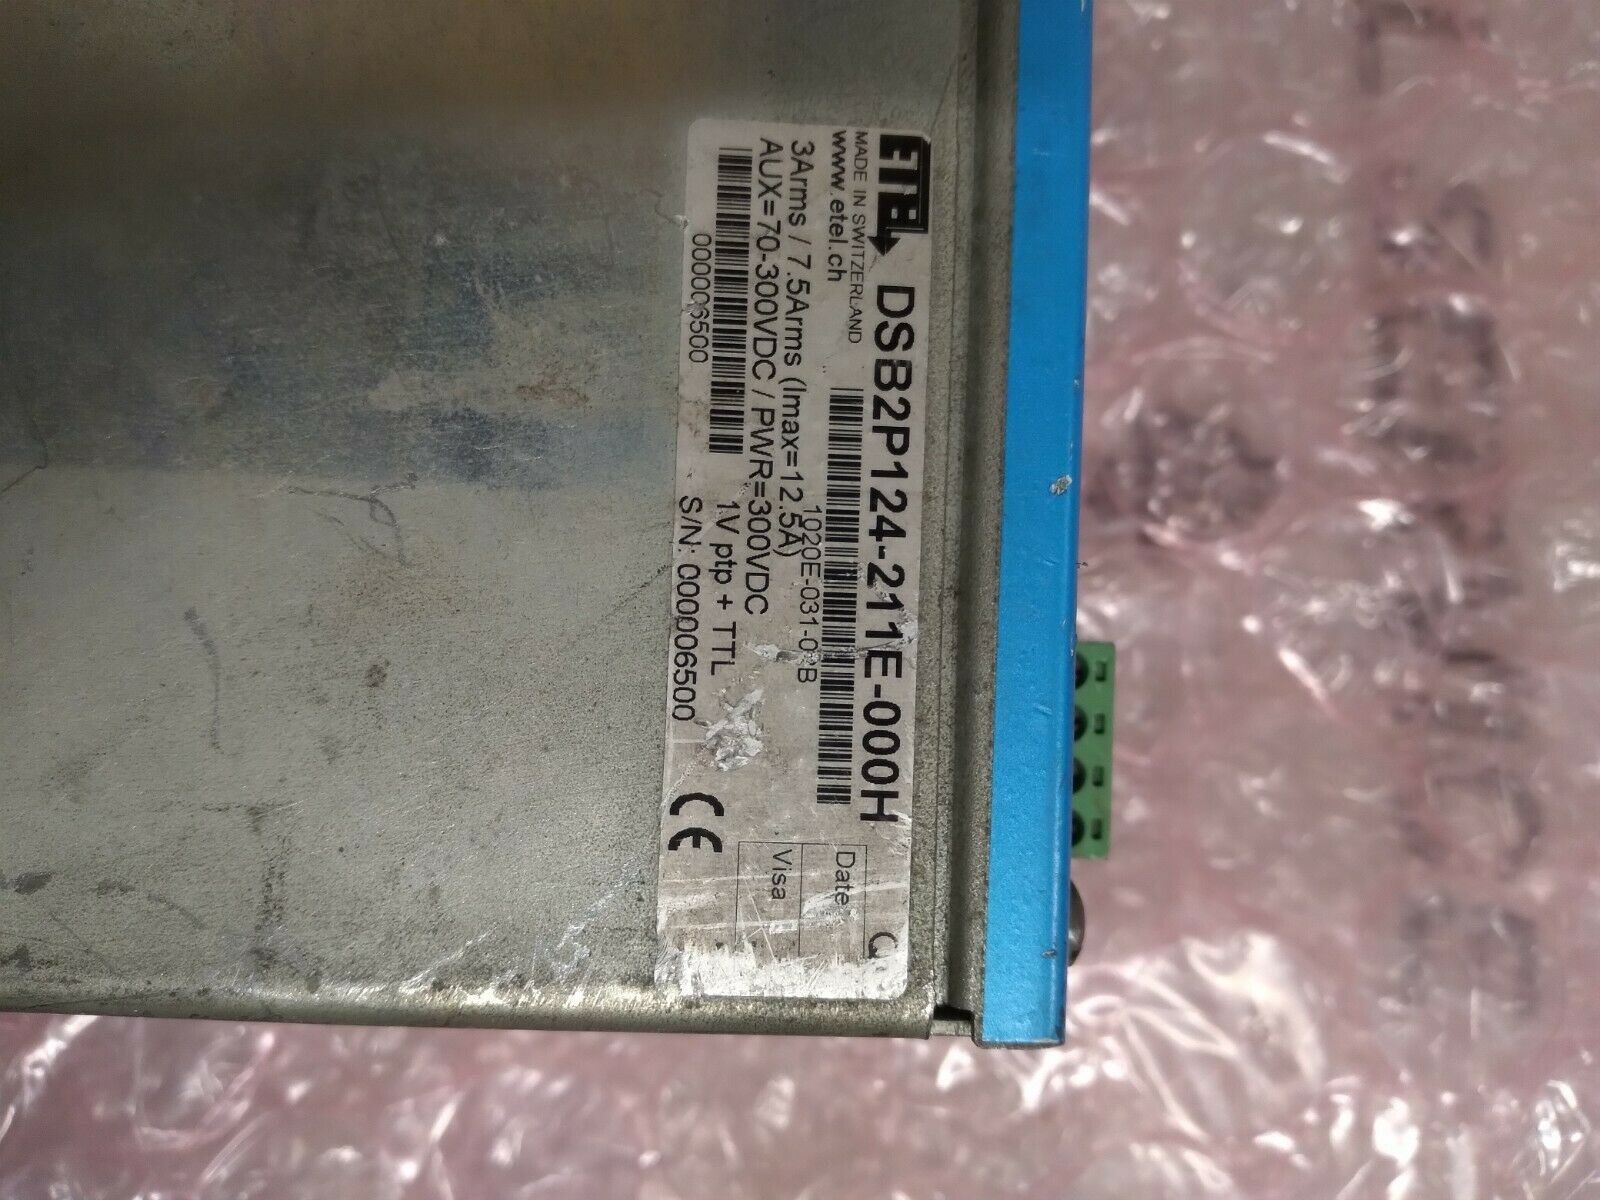 ETEL DSB2P124-211E-000H
MADE IN SWITZERLAND
www.etel.ch
1020E-031-0
3Arms / 7.5Arms (Imax=12.5A)
AUX=70-300VDC / PWR=300VDC
1V ptp + TTL
000006500
S/N: 000006500
CE
Date
Visa